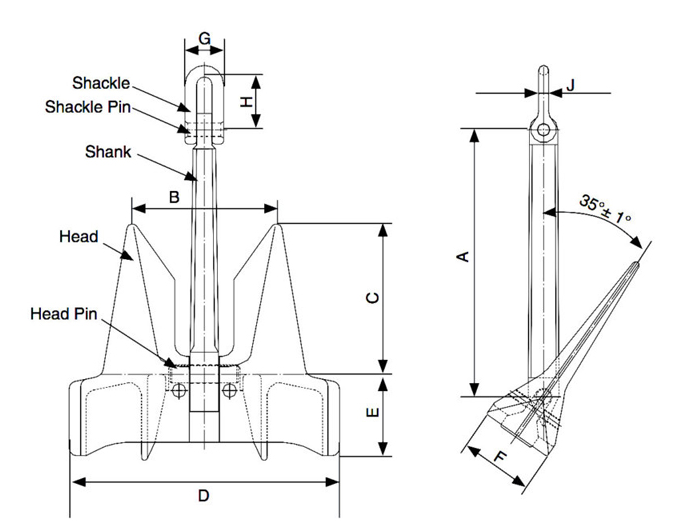 G
Shackle
H
J
Shackle Pin
Shank
B
35°± 1°
Head
A
C
Head Pin
E
F
D